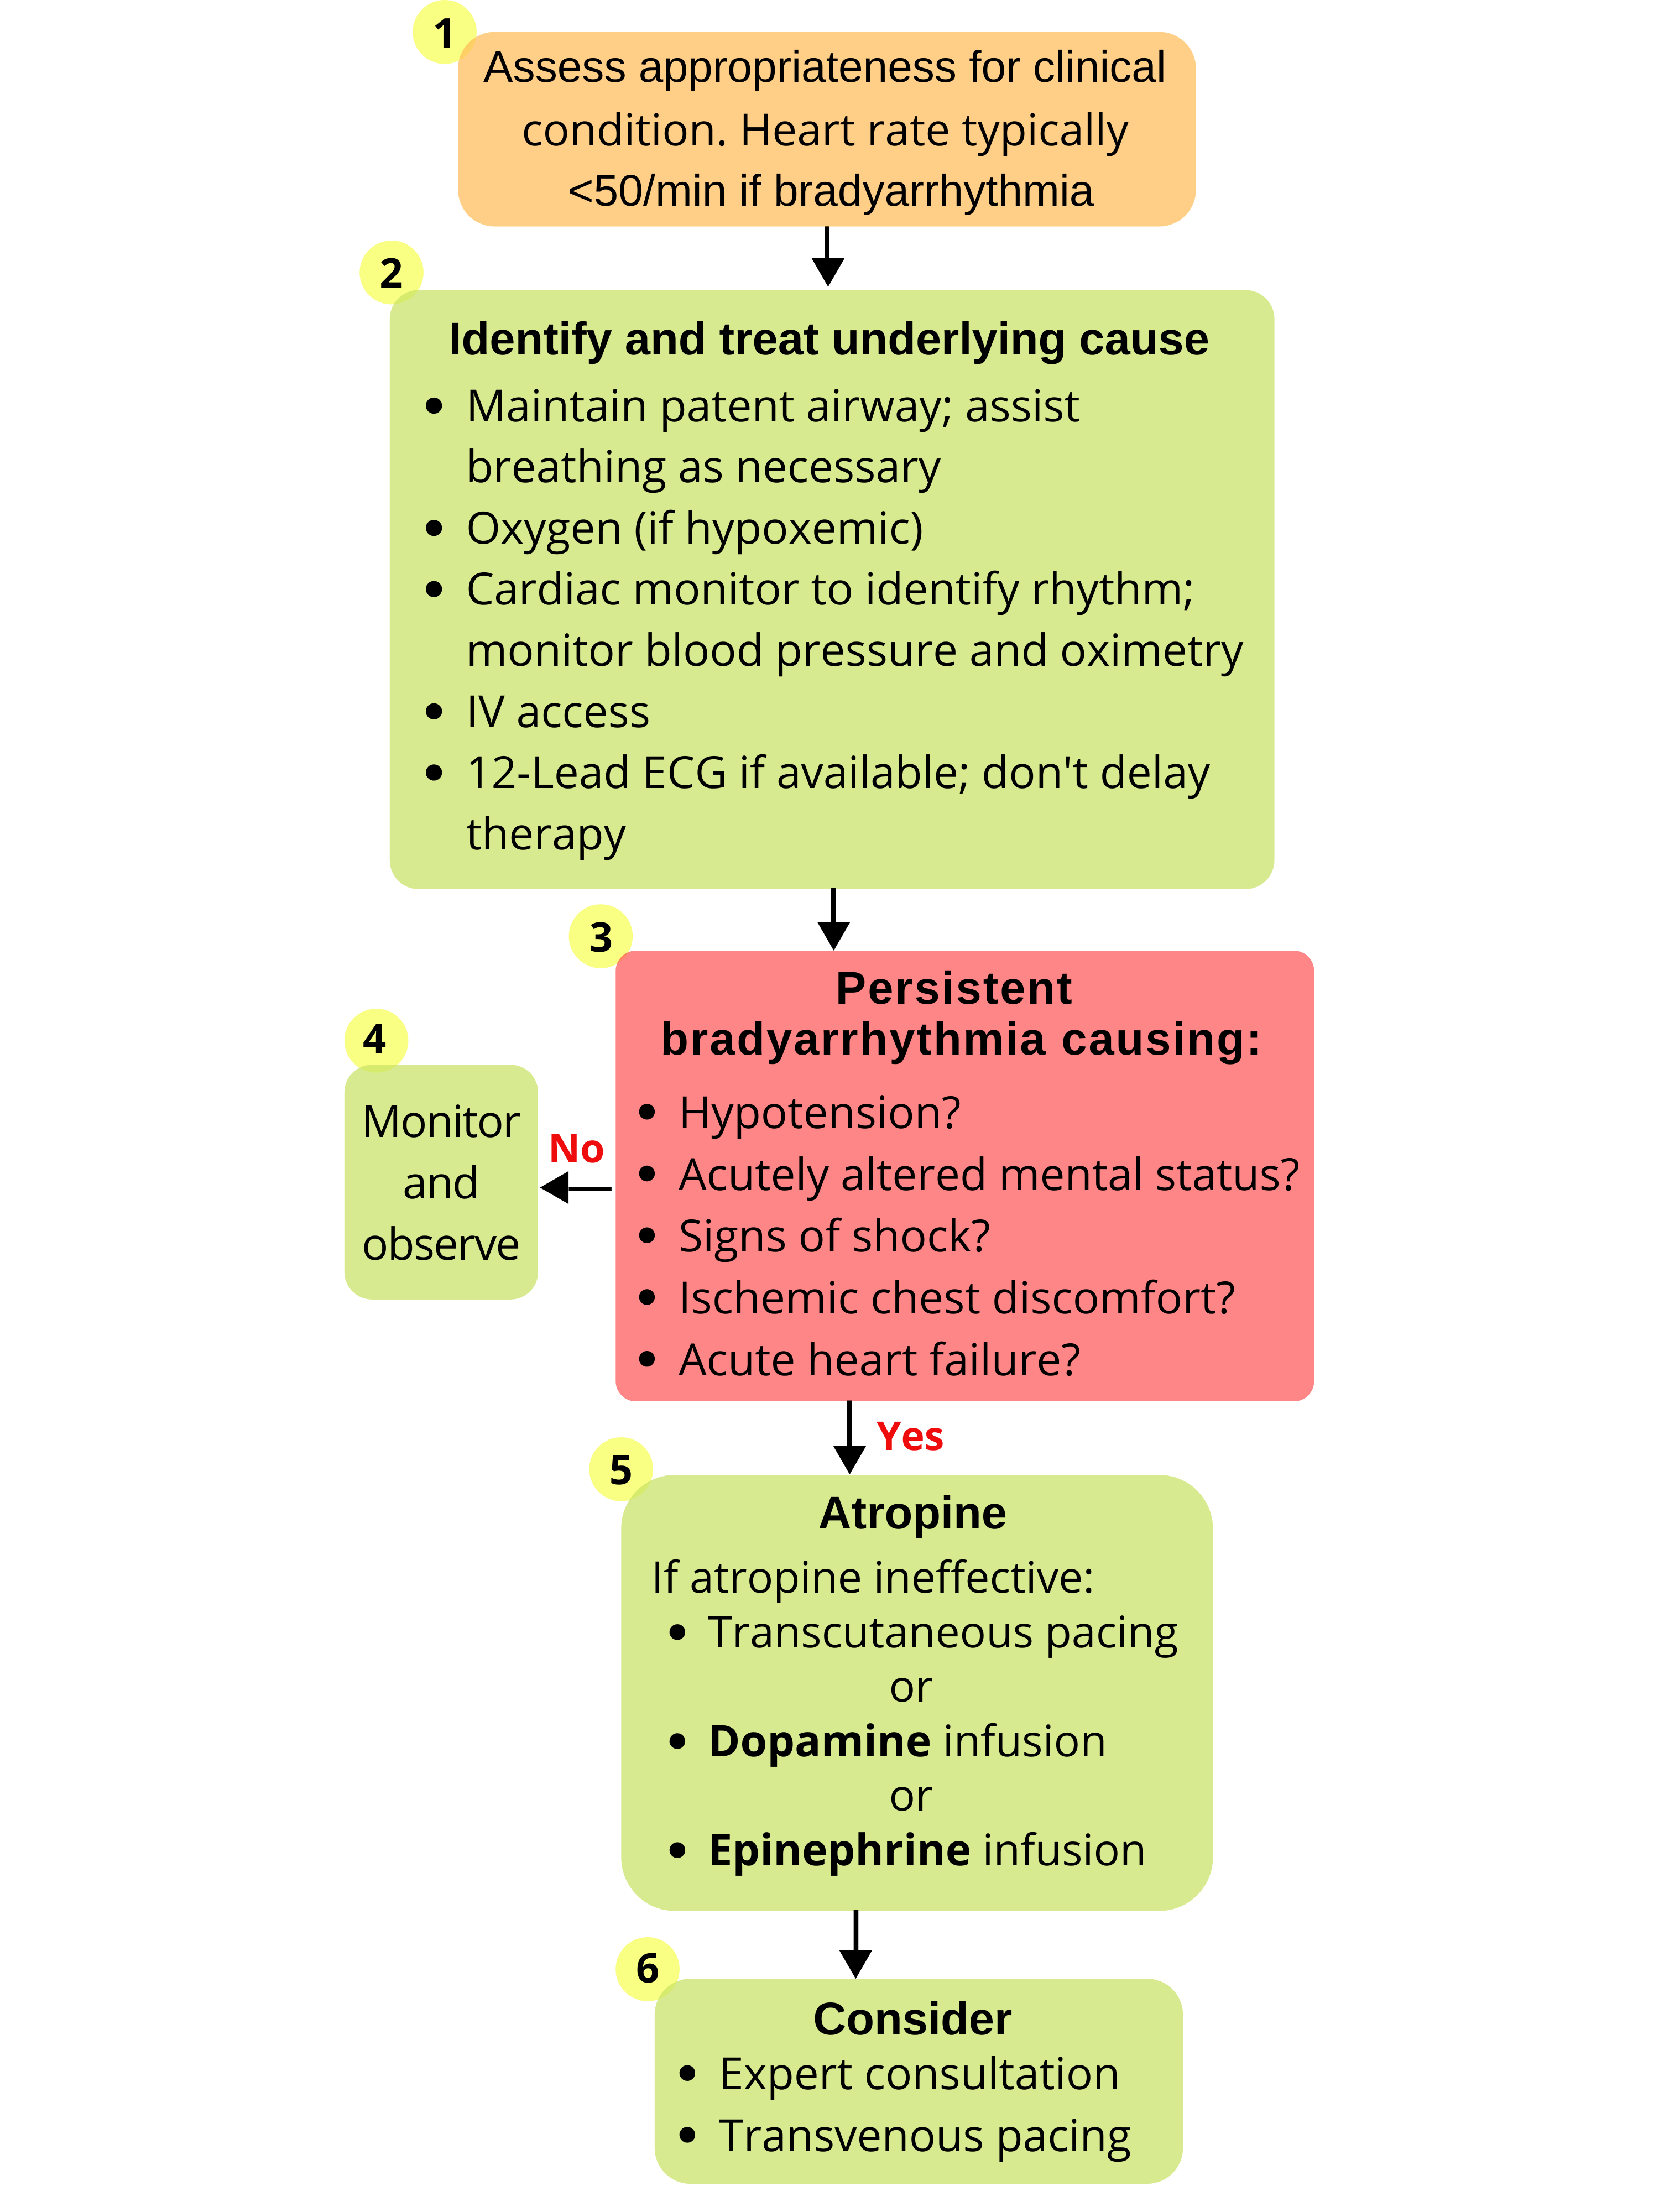 1
Assess appropriateness for clinical
condition. Heart rate typically
<50/min if bradyarrhythmia
2
Identify and treat underlying cause
• Maintain patent airway; assist
breathing as necessary
• Oxygen (if hypoxemic)
• Cardiac monitor to identify rhythm;
monitor blood pressure and oximetry
• IV access
• 12-Lead ECG if available; don't delay
therapy
3
Persistent
bradyarrhythmia causing:
• Hypotension?
• Acutely altered mental status?
• Signs of shock?
• Ischemic chest discomfort?
• Acute heart failure?
No
4
Monitor
and
observe
Yes
5
Atropine
If atropine ineffective:
• Transcutaneous pacing
or
• Dopamine infusion
or
• Epinephrine infusion
6
Consider
• Expert consultation
• Transvenous pacing